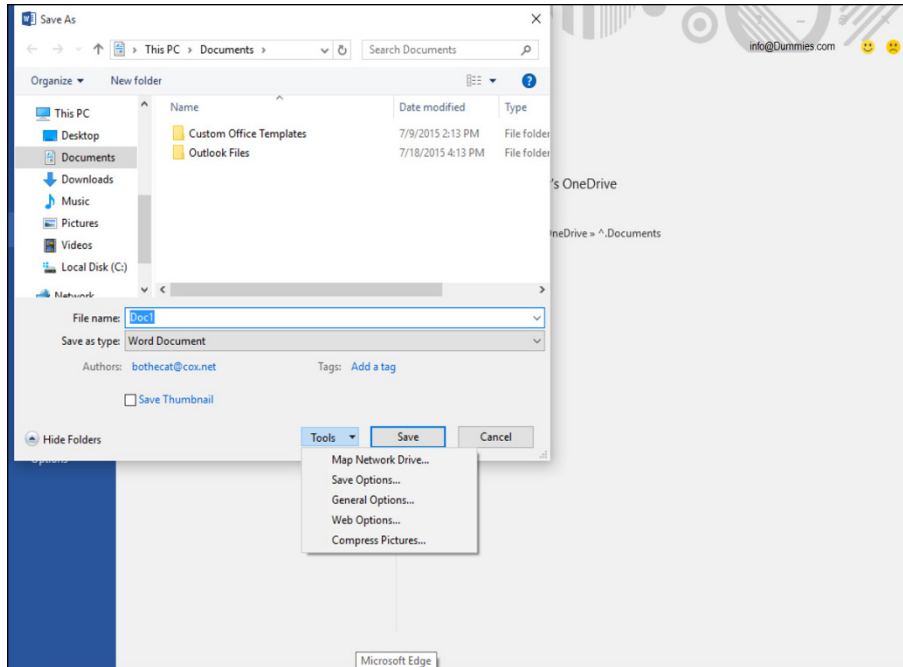 Save As
This PC > Documents >
Search Documents
info@Dummies.com
Organize
New folder
Name
Date modified
Type
This PC
Desktop
Documents
Downloads
Music
Pictures
Videos
Local Disk (C:)
Network
Custom Office Templates
7/9/2015 2:13 PM
File folder
Outlook Files
7/18/2015 4:13 PM
File folder
's OneDrive
OneDrive » ^.Documents
File name: Doc1
Save as type: Word Document
Authors: bothecat@cox.net
Tags: Add a tag
Save Thumbnail
Hide Folders
Tools
Save
Cancel
Options
Map Network Drive...
Save Options...
General Options...
Web Options...
Compress Pictures...
Microsoft Edge